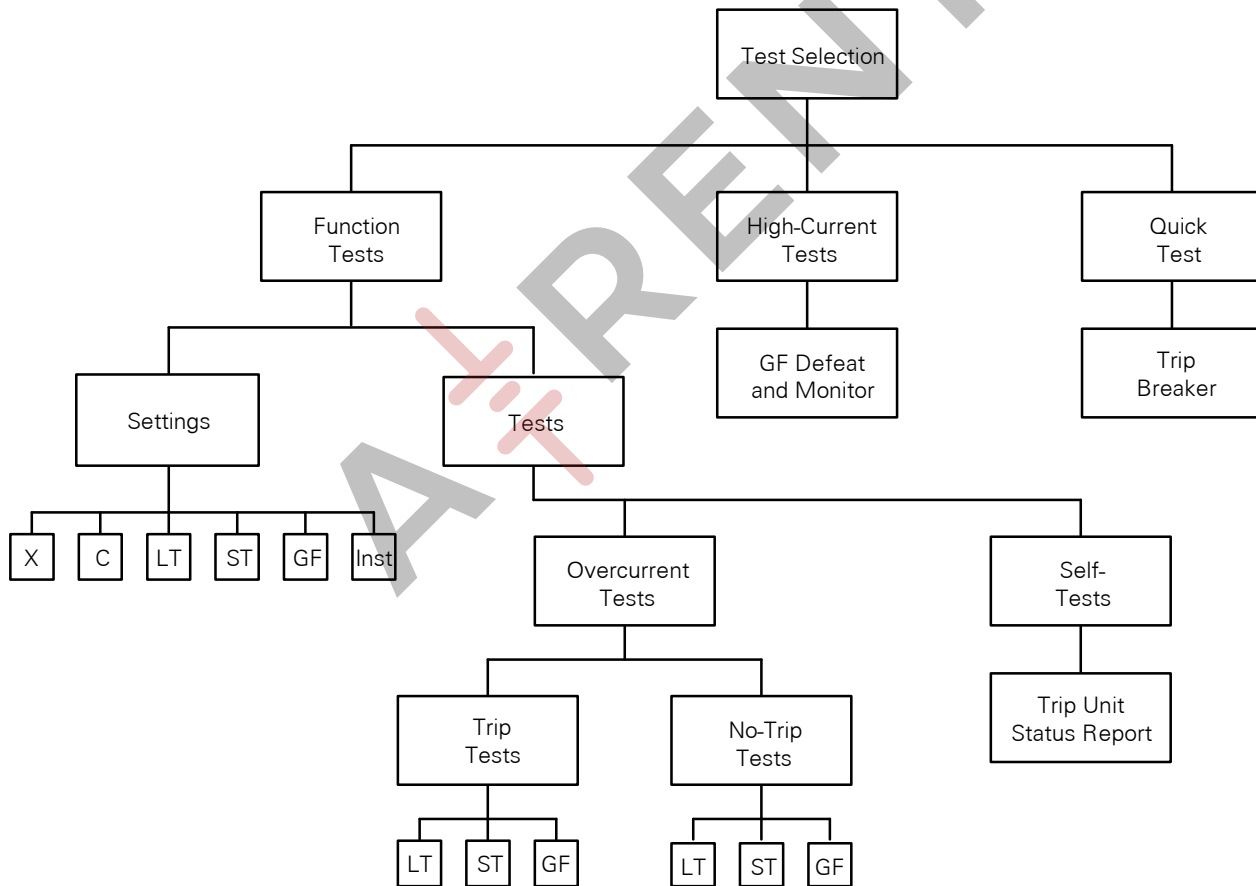 Test Selection
Function
Tests
High-Current
Tests
Quick
Test
GF Defeat
and Monitor
Trip
Breaker
Settings
Tests
X
C
LT
ST
GF
Inst
Overcurrent
Tests
Self-
Tests
Trip
Tests
No-Trip
Tests
Trip Unit
Status Report
LT
ST
GF
LT
ST
GF
A
REN